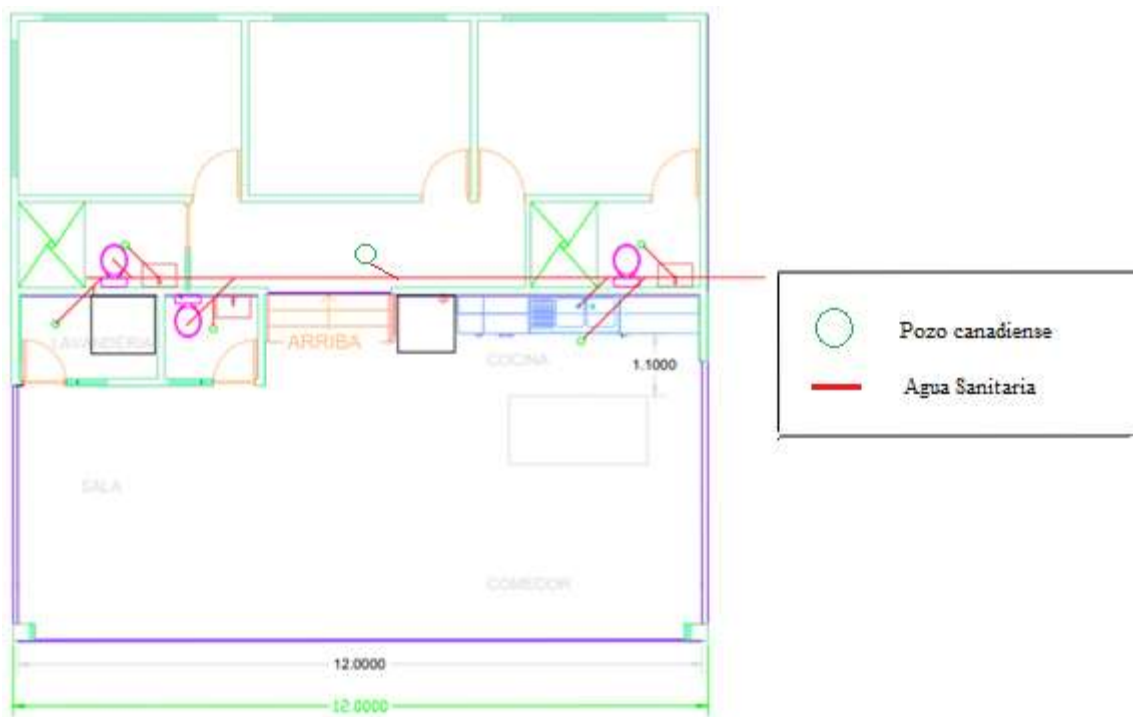 LAVANDERIA
ARRIBA
COCINA
1.1000
SALA
COMEDOR
12.0000
12.0000
Pozo canadiense
Agua Sanitaria